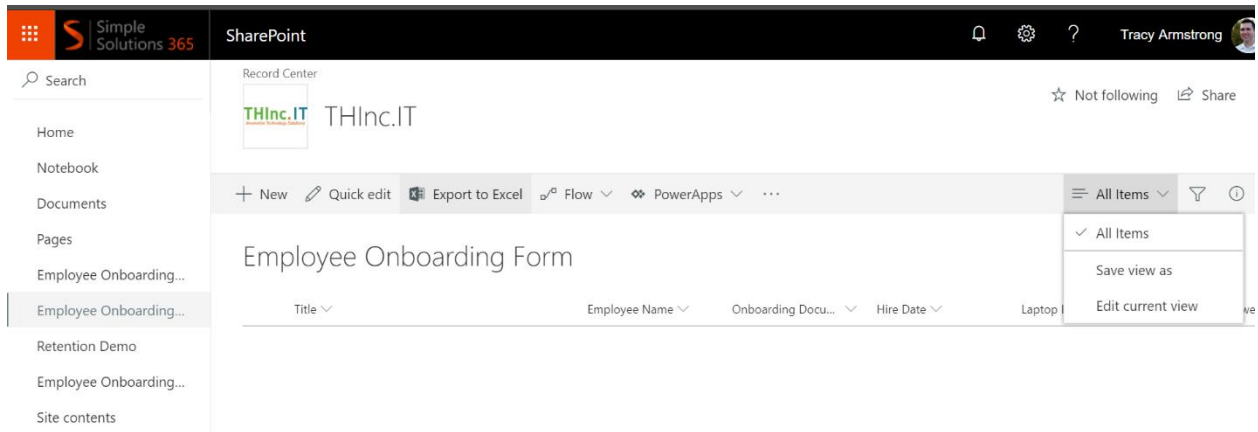 Simple
Solutions 365
SharePoint
?
Tracy Armstrong
Search
Home
Notebook
Documents
Pages
Employee Onboarding...
Employee Onboarding...
Retention Demo
Employee Onboarding...
Site contents
Record Center
THInc.IT
THInc.IT
Not following
Share
New
Quick edit
Export to Excel
Flow
PowerApps
...
All Items
All Items
Save view as
Edit current view
Employee Onboarding Form
Title
Employee Name
Onboarding Docu...
Hire Date
Laptop